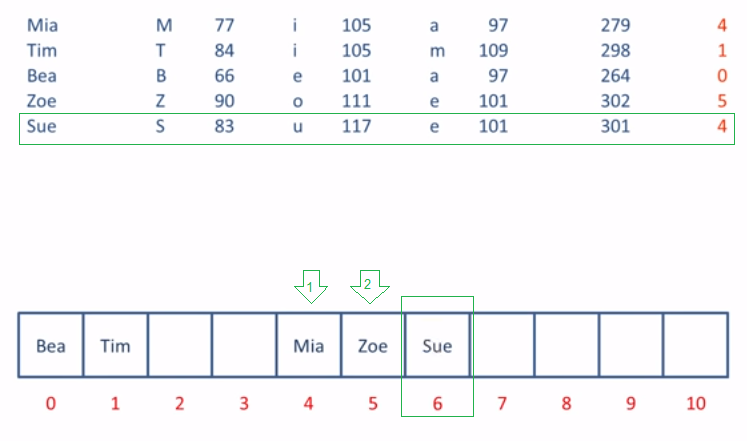 Mia M 77 i 105 a 97 279 4
Tim T 84 i 105 m 109 298 1
Bea B 66 e 101 a 97 264 0
Zoe Z 90 o 111 e 101 302 5
Sue S 83 u 117 e 101 301 4
1 2
Bea Tim Mia Zoe Sue
0 1 2 3 4 5 6 7 8 9 10